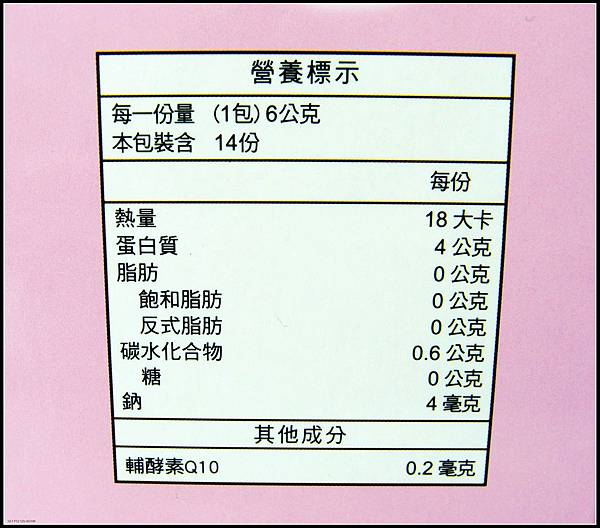 營養標示
每一份量 (1包) 6公克
本包裝含 14份
每份
熱量 18 大卡
蛋白質 4 公克
脂肪 0 公克
飽和脂肪 0 公克
反式脂肪 0 公克
碳水化合物 0.6 公克
糖 0 公克
鈉 4 毫克
其他成分
輔酵素Q10 0.2 毫克